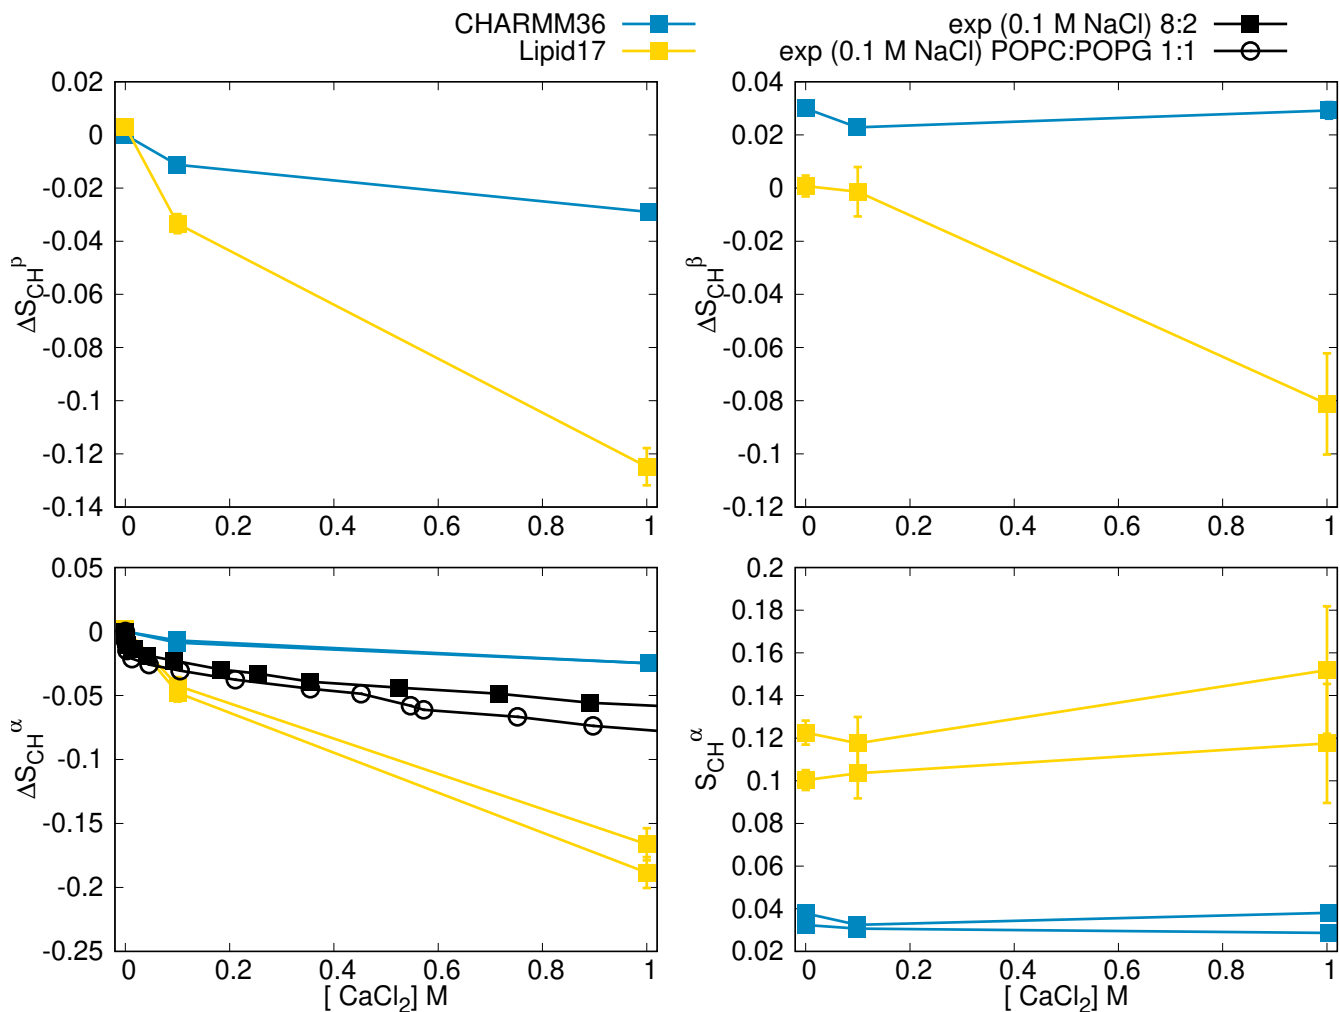 CHARMM36
Lipid17
exp (0.1 M NaCl) 8:2
exp (0.1 M NaCl) POPC:POPG 1:1
0.02
0
-0.02
-0.04
-0.06
-0.08
-0.1
-0.12
-0.14
ΔS_CH^β
0 0.2 0.4 0.6 0.8 1
0.04
0.02
0
-0.02
-0.04
-0.06
-0.08
-0.1
-0.12
ΔS_CH^β
0 0.2 0.4 0.6 0.8 1
0.05
0
-0.05
-0.1
-0.15
-0.2
-0.25
ΔS_CH^α
0 0.2 0.4 0.6 0.8 1
[ CaCl₂] M
0.2
0.18
0.16
0.14
0.12
0.1
0.08
0.06
0.04
0.02
S_CH^α
0 0.2 0.4 0.6 0.8 1
[ CaCl₂] M